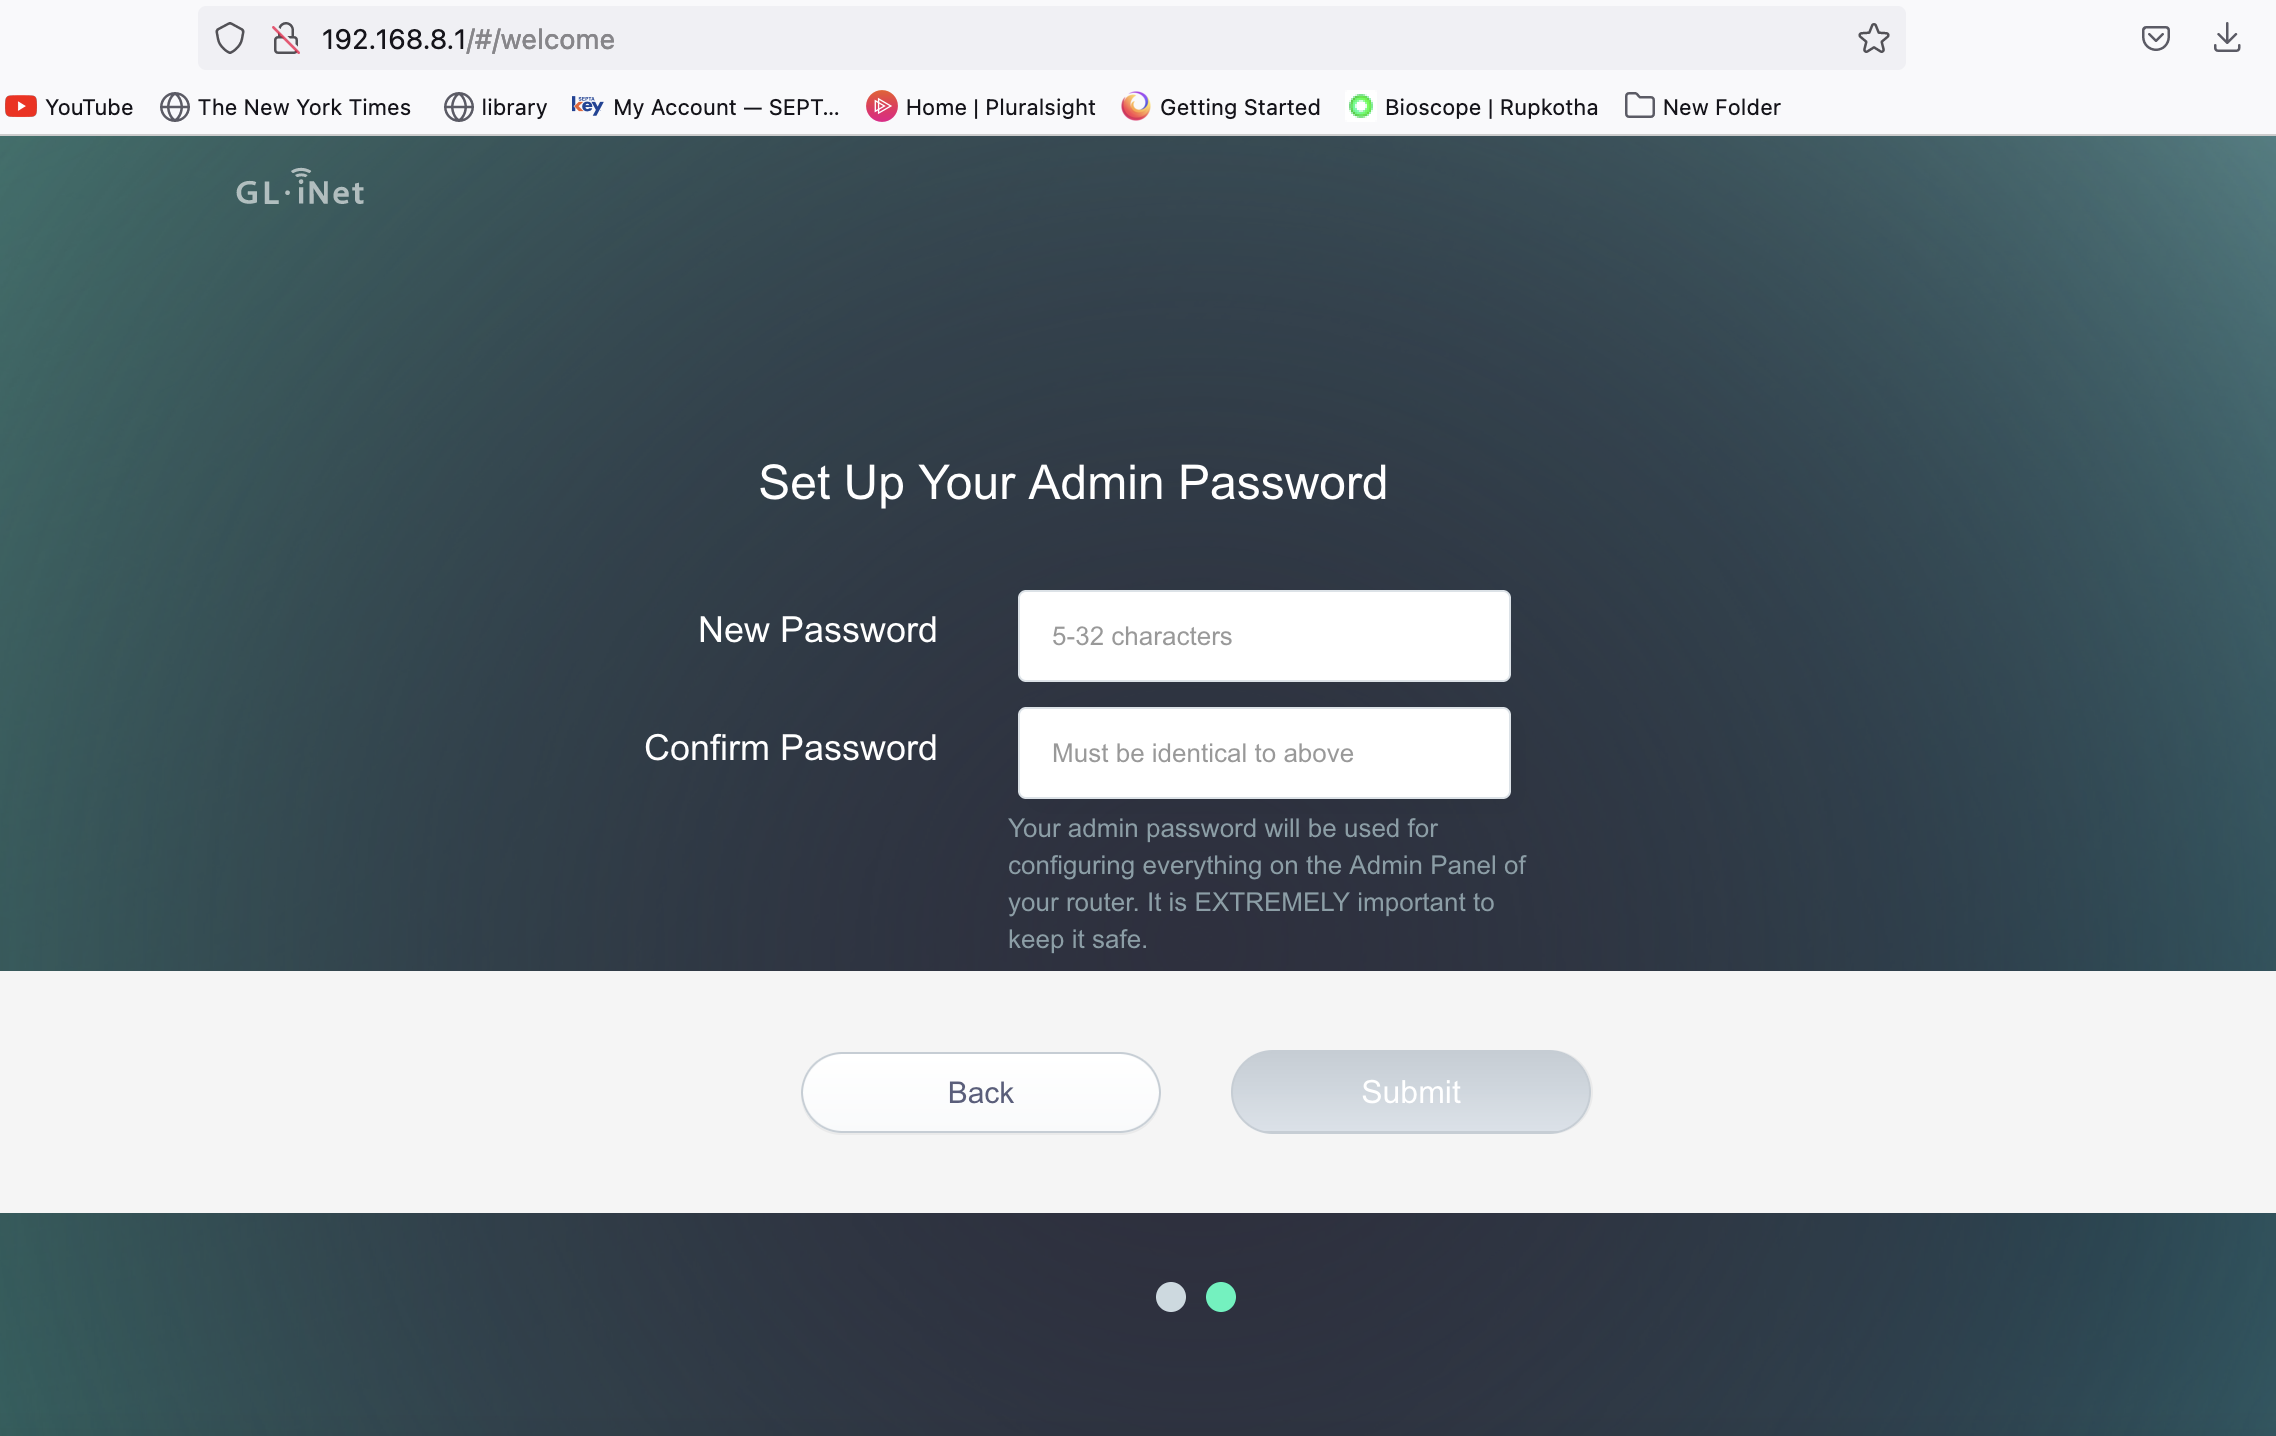 192.168.8.1/#/welcome
YouTube The New York Times library SEPTA key My Account — SEPT... Home | Pluralsight Getting Started Bioscope | Rupkotha New Folder
GL·iNet
Set Up Your Admin Password
New Password 5-32 characters
Confirm Password Must be identical to above
Your admin password will be used for
configuring everything on the Admin Panel of
your router. It is EXTREMELY important to
keep it safe.
Back Submit